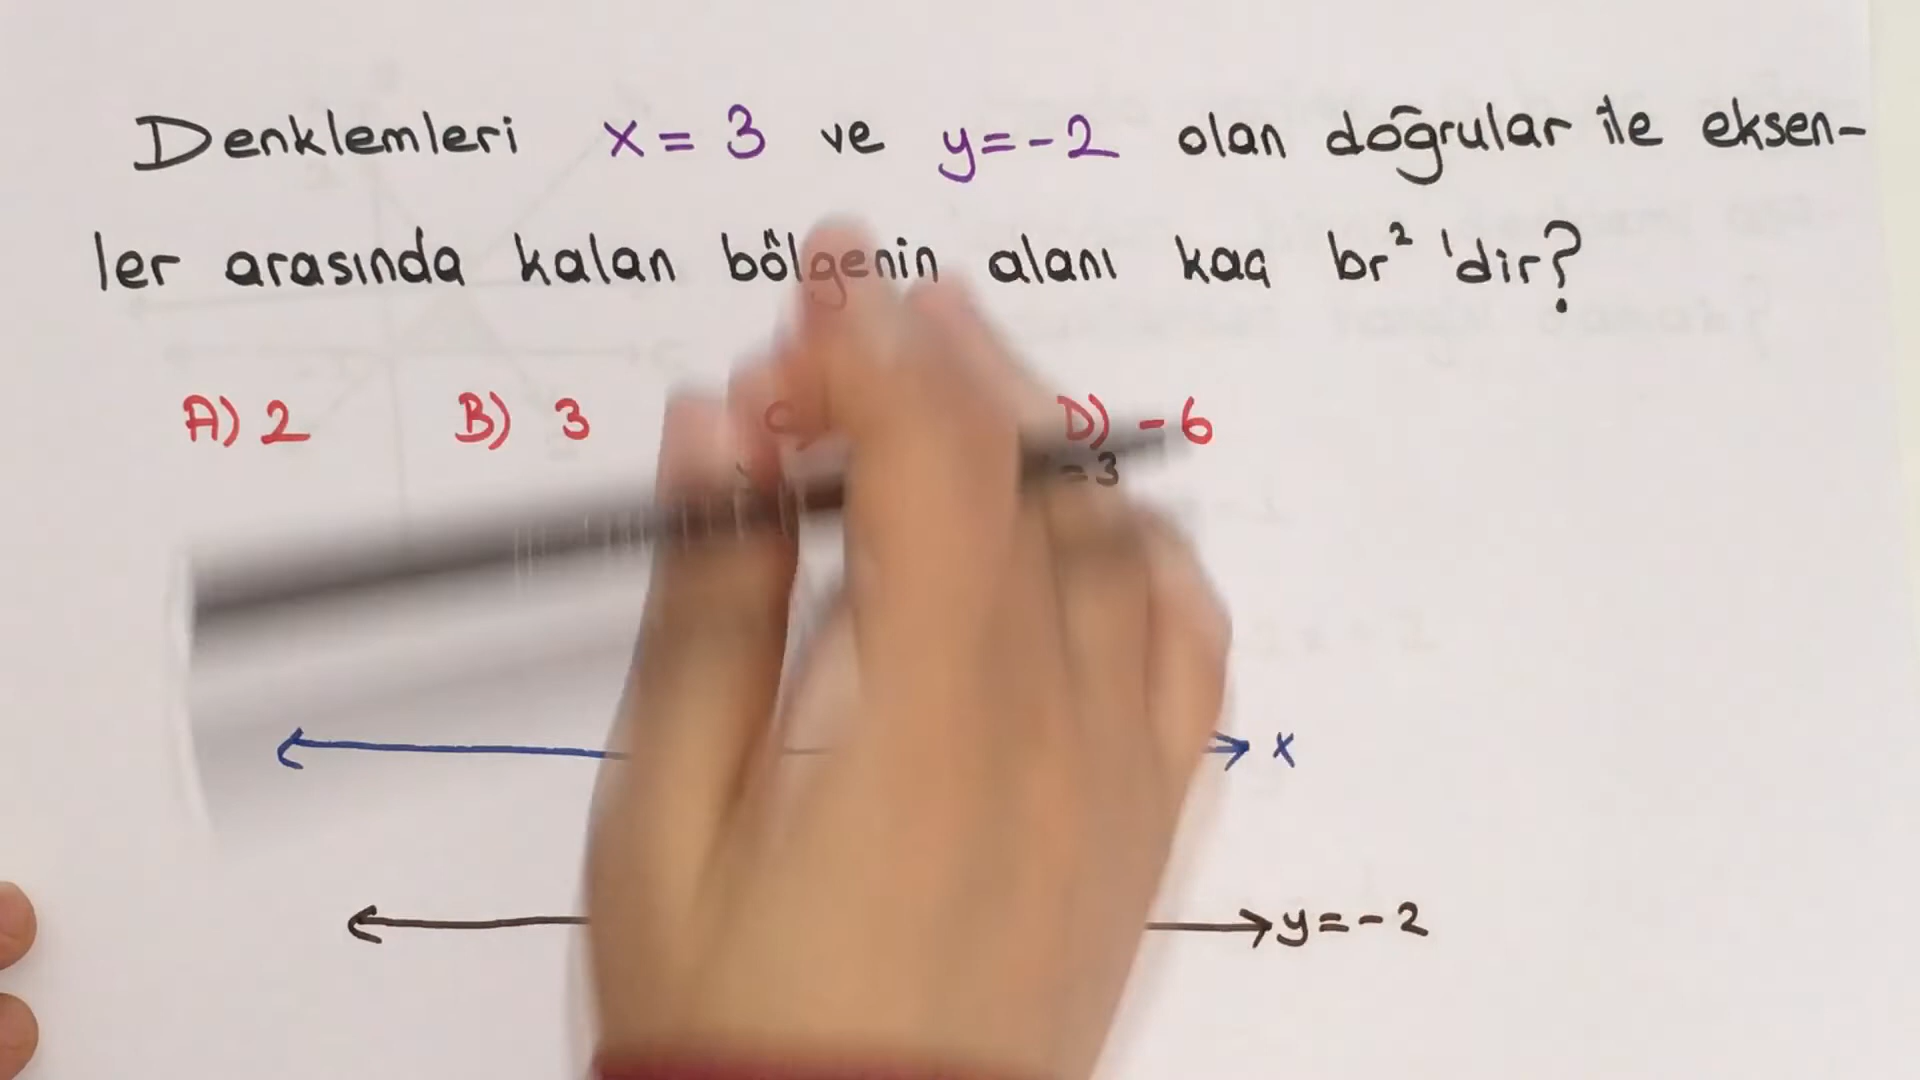 Denklemleri x = 3 ve y = -2 olan doğrular ile eksen-
ler arasında kalan bölgenin alanı kaç br² 'dir?
A) 2 B) 3 C) D) -6
= 3
x
y = -2